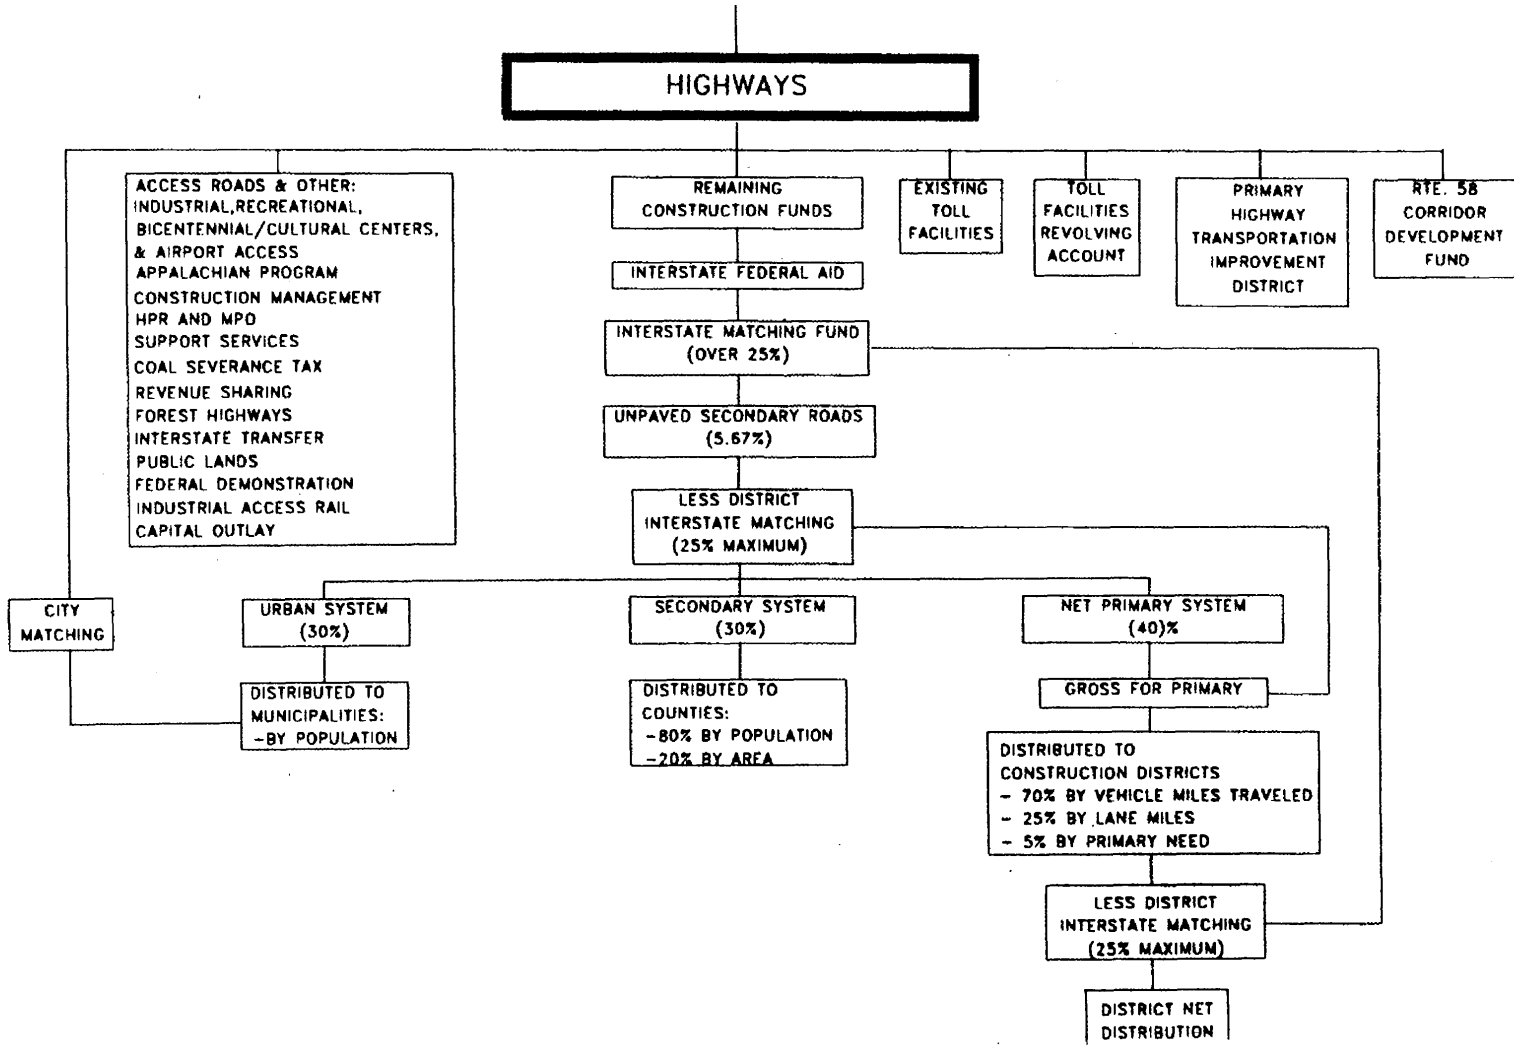 HIGHWAYS
ACCESS ROADS & OTHER:
INDUSTRIAL,RECREATIONAL,
BICENTENNIAL/CULTURAL CENTERS,
& AIRPORT ACCESS
APPALACHIAN PROGRAM
CONSTRUCTION MANAGEMENT
HPR AND MPO
SUPPORT SERVICES
COAL SEVERANCE TAX
REVENUE SHARING
FOREST HIGHWAYS
INTERSTATE TRANSFER
PUBLIC LANDS
FEDERAL DEMONSTRATION
INDUSTRIAL ACCESS RAIL
CAPITAL OUTLAY
REMAINING
CONSTRUCTION FUNDS
EXISTING
TOLL
FACILITIES
TOLL
FACILITIES
REVOLVING
ACCOUNT
PRIMARY
HIGHWAY
TRANSPORTATION
IMPROVEMENT
DISTRICT
RTE. 58
CORRIDOR
DEVELOPMENT
FUND
INTERSTATE FEDERAL AID
INTERSTATE MATCHING FUND
(OVER 25%)
UNPAVED SECONDARY ROADS
(5.67%)
LESS DISTRICT
INTERSTATE MATCHING
(25% MAXIMUM)
CITY
MATCHING
URBAN SYSTEM
(30%)
SECONDARY SYSTEM
(30%)
NET PRIMARY SYSTEM
(40)%
DISTRIBUTED TO
MUNICIPALITIES:
-BY POPULATION
DISTRIBUTED TO
COUNTIES:
-80% BY POPULATION
-20% BY AREA
GROSS FOR PRIMARY
DISTRIBUTED TO
CONSTRUCTION DISTRICTS
- 70% BY VEHICLE MILES TRAVELED
- 25% BY LANE MILES
- 5% BY PRIMARY NEED
LESS DISTRICT
INTERSTATE MATCHING
(25% MAXIMUM)
DISTRICT NET
DISTRIBUTION